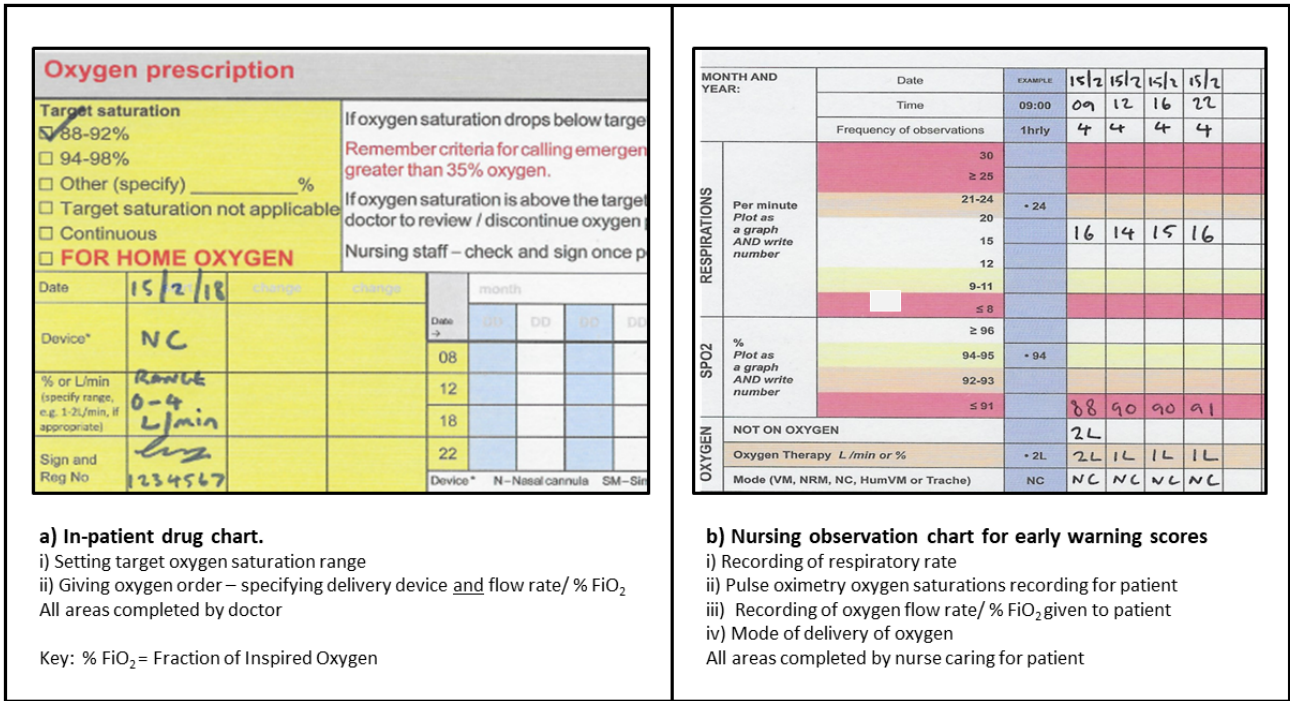 Oxygen prescription
Target saturation
88-92%
94-98%
Other (specify) __________%
Target saturation not applicable
Continuous
FOR HOME OXYGEN
If oxygen saturation drops below targe
Remember criteria for calling emergen
greater than 35% oxygen.
If oxygen saturation is above the target
doctor to review / discontinue oxygen
Nursing staff – check and sign once p
Date 15/2/18 change change month
Date → DD DD DD DD
Device* NC
08
% or L/min
(specify range,
e.g. 1-2L/min, if
appropriate)
RANGE
0-4
L/min
12
18
Sign and
Reg No
1234567
22
Device* N–Nasal cannula SM–Sim
a) In-patient drug chart.
i) Setting target oxygen saturation range
ii) Giving oxygen order – specifying delivery device and flow rate/ % FiO2
All areas completed by doctor
Key: % FiO2 = Fraction of Inspired Oxygen
MONTH AND
YEAR:
Date EXAMPLE 15/2 15/2 15/2 15/2
Time 09:00 09 12 16 22
Frequency of observations 1hrly 4 4 4 4
RESPIRATIONS
Per minute
Plot as
a graph
AND write
number
30
≥ 25
21-24 • 24
20
16 14 15 16
15
12
9-11
≤ 8
SPO2
%
Plot as
a graph
AND write
number
≥ 96
94-95 • 94
92-93
≤ 91 88 90 90 91
OXYGEN
NOT ON OXYGEN 2L
Oxygen Therapy L /min or % • 2L 2L 1L 1L 1L
Mode (VM, NRM, NC, HumVM or Trache) NC NC NC NC NC
b) Nursing observation chart for early warning scores
i) Recording of respiratory rate
ii) Pulse oximetry oxygen saturations recording for patient
iii) Recording of oxygen flow rate/ % FiO2 given to patient
iv) Mode of delivery of oxygen
All areas completed by nurse caring for patient